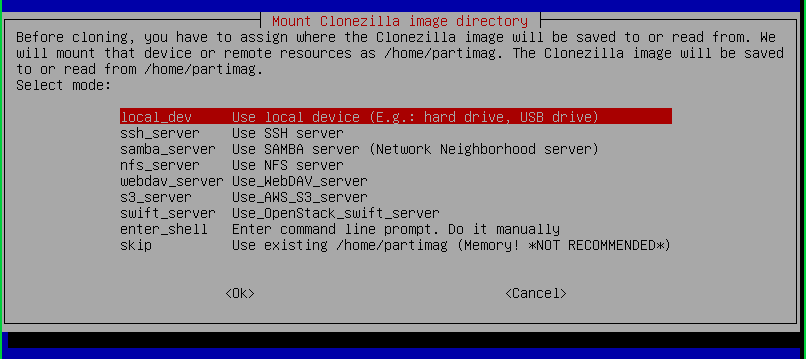 Mount Clonezilla image directory
Before cloning, you have to assign where the Clonezilla image will be saved to or read from. We
will mount that device or remote resources as /home/partimag. The Clonezilla image will be saved
to or read from /home/partimag.
Select mode:
local_dev Use local device (E.g.: hard drive, USB drive)
ssh_server Use SSH server
samba_server Use SAMBA server (Network Neighborhood server)
nfs_server Use NFS server
webdav_server Use_WebDAV_server
s3_server Use_AWS_S3_server
swift_server Use_OpenStack_swift_server
enter_shell Enter command line prompt. Do it manually
skip Use existing /home/partimag (Memory! *NOT RECOMMENDED*)
<Ok> <Cancel>